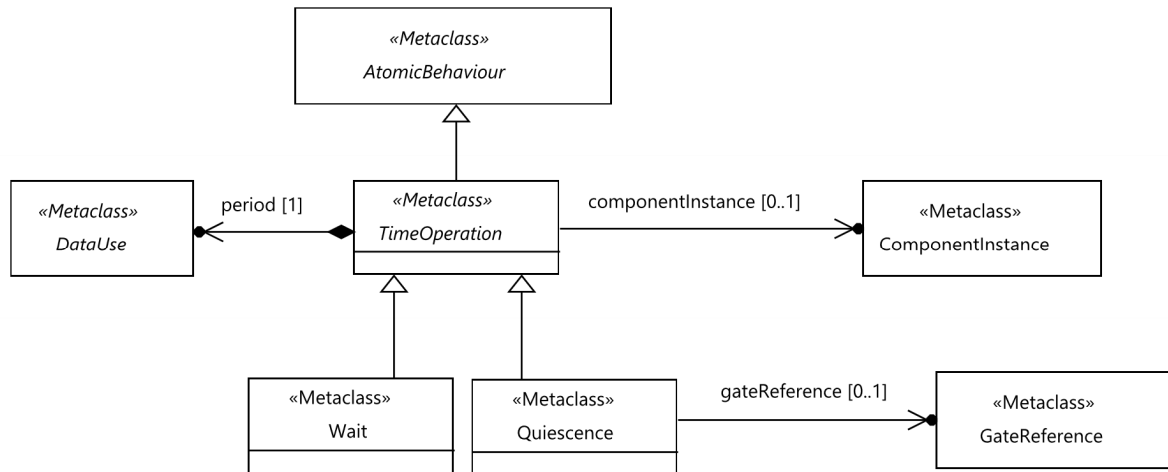 «Metaclass»
AtomicBehaviour
«Metaclass»
DataUse
period [1]
«Metaclass»
TimeOperation
componentInstance [0..1]
«Metaclass»
ComponentInstance
«Metaclass»
Wait
«Metaclass»
Quiescence
gateReference [0..1]
«Metaclass»
GateReference